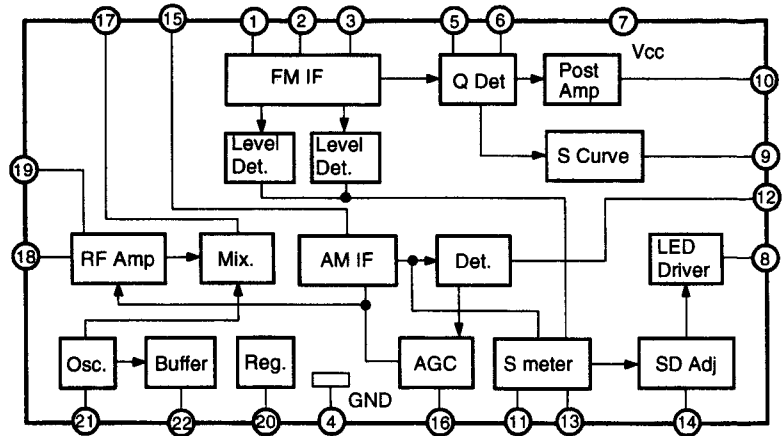 17 15 1 2 3 5 6 7
Vcc
FM IF
Q Det
Post
Amp
10
Level
Det.
Level
Det.
S Curve
9
19
12
18
RF Amp
Mix.
AM IF
Det.
LED
Driver
8
Osc.
Buffer
Reg.
GND
AGC
S meter
SD Adj
21 22 20 4 16 11 13 14